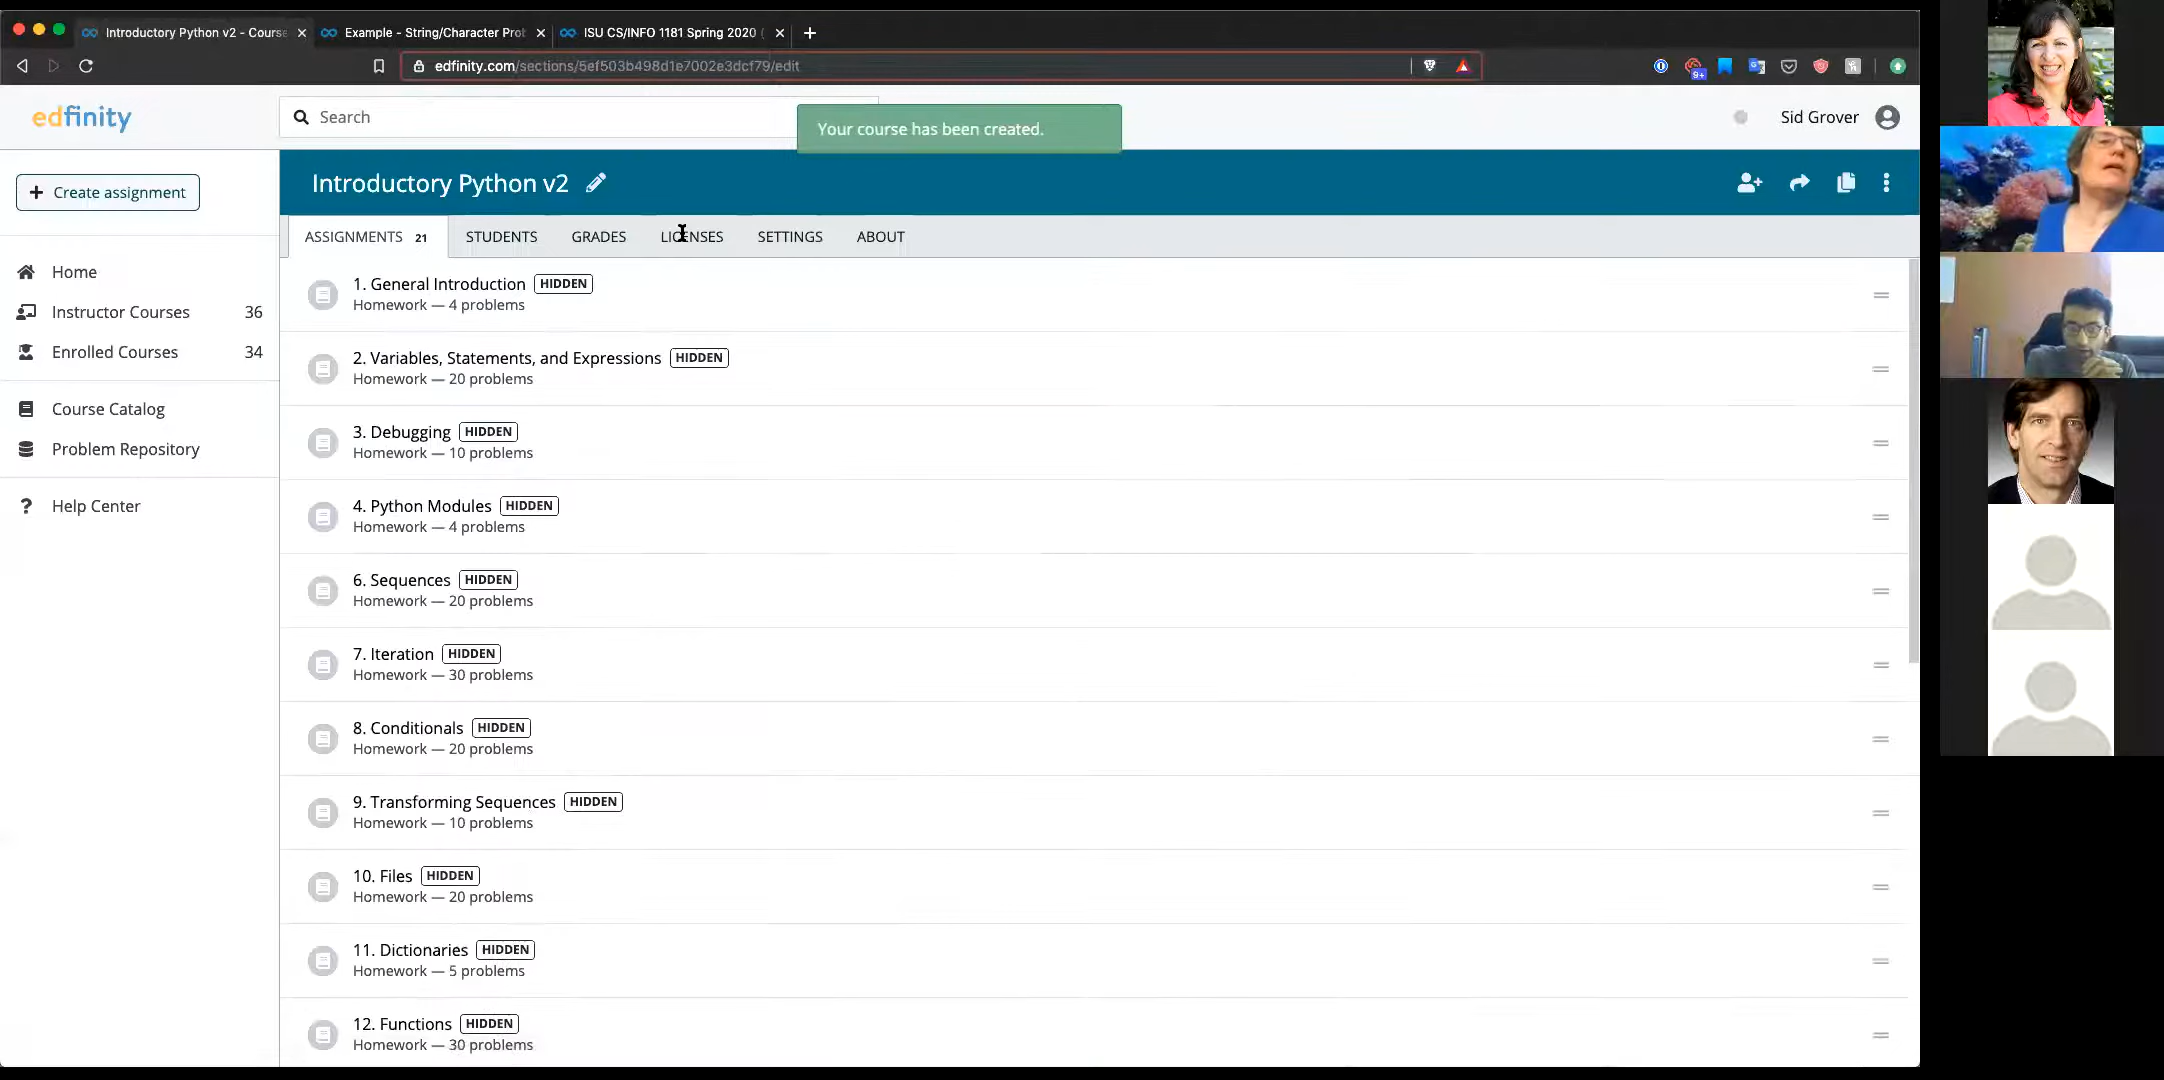 Introductory Python v2 - Course
Example - String/Character Prob
ISU CS/INFO 1181 Spring 2020 (
edfinity.com/sections/5ef503b498d1e7002e3dcf79/edit
9+
edfinity
Search
Your course has been created.
Sid Grover
+ Create assignment
Introductory Python v2
ASSIGNMENTS 21
STUDENTS
GRADES
LICENSES
SETTINGS
ABOUT
Home
Instructor Courses 36
Enrolled Courses 34
Course Catalog
Problem Repository
? Help Center
1. General Introduction HIDDEN
Homework — 4 problems
2. Variables, Statements, and Expressions HIDDEN
Homework — 20 problems
3. Debugging HIDDEN
Homework — 10 problems
4. Python Modules HIDDEN
Homework — 4 problems
6. Sequences HIDDEN
Homework — 20 problems
7. Iteration HIDDEN
Homework — 30 problems
8. Conditionals HIDDEN
Homework — 20 problems
9. Transforming Sequences HIDDEN
Homework — 10 problems
10. Files HIDDEN
Homework — 20 problems
11. Dictionaries HIDDEN
Homework — 5 problems
12. Functions HIDDEN
Homework — 30 problems